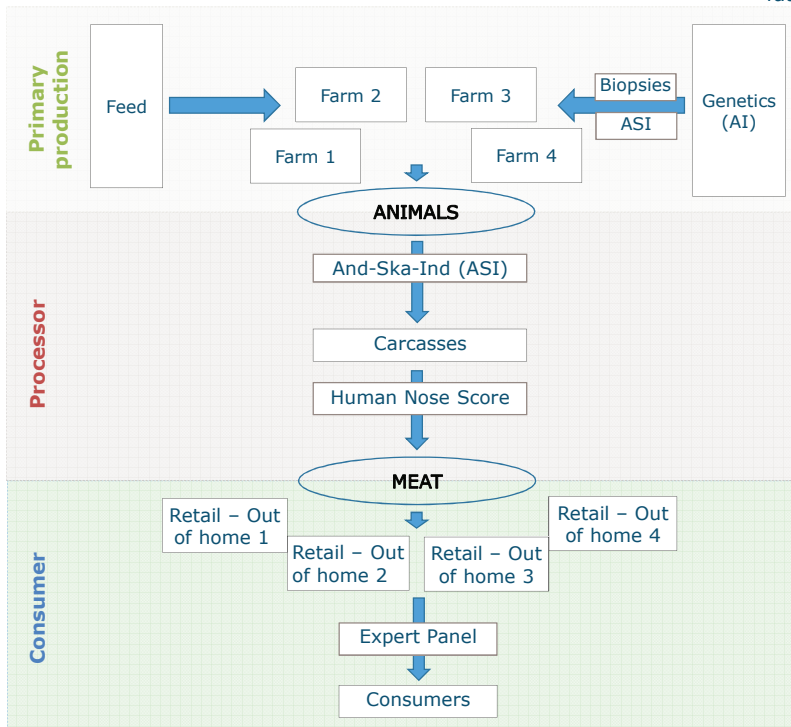 Primary
production
Feed
Farm 2
Farm 3
Biopsies
ASI
Genetics
(AI)
Farm 1
Farm 4
ANIMALS
Processor
And-Ska-Ind (ASI)
Carcasses
Human Nose Score
MEAT
Consumer
Retail – Out
of home 1
Retail – Out
of home 2
Retail – Out
of home 3
Retail – Out
of home 4
Expert Panel
Consumers